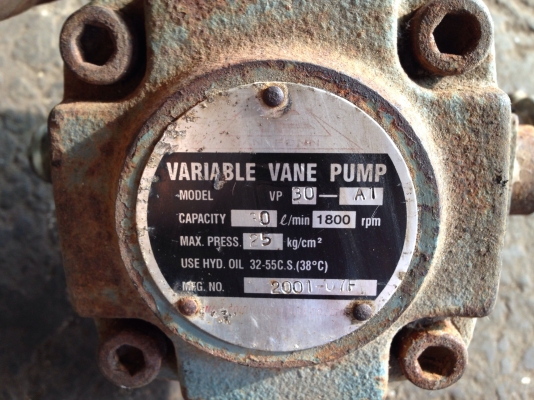 VARIABLE VANE PUMP
MODEL VP 30 — A1
CAPACITY ℓ/min 1800 rpm
MAX. PRESS. kg/cm²
USE HYD. OIL 32-55C.S.(38°C)
MFG. NO.